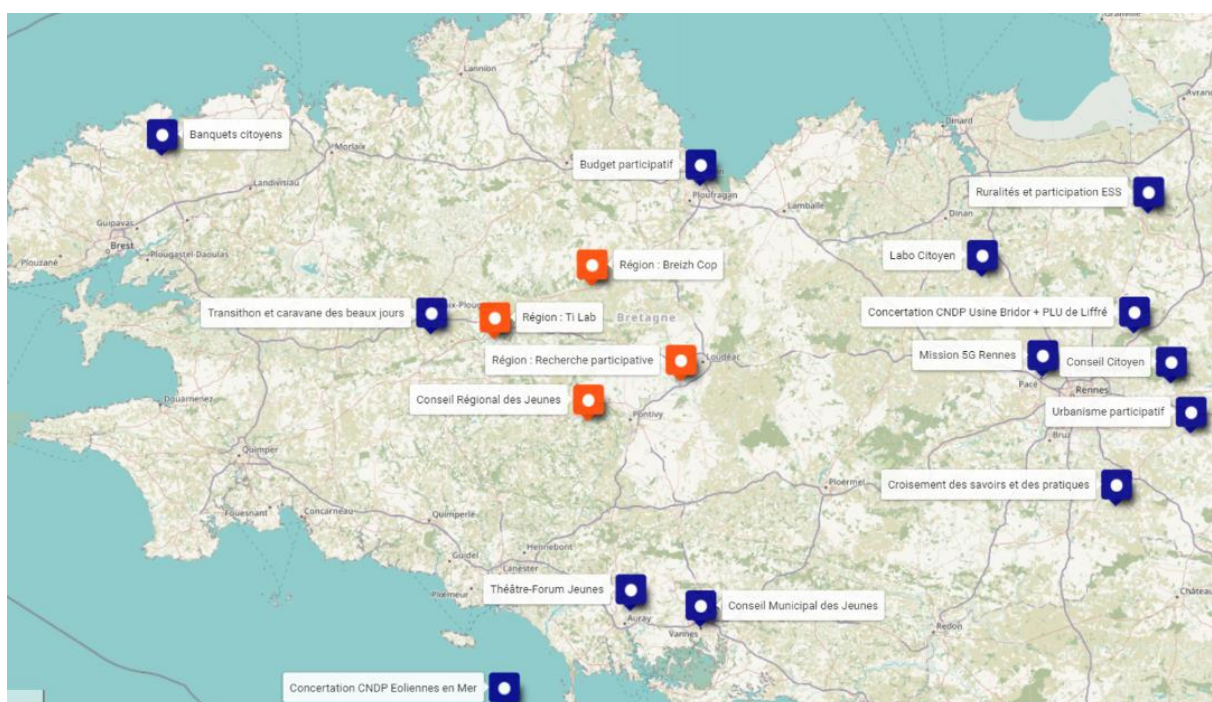 Granville
Lannion
Avran
Dinard
Banquets citoyens
Morlaix
Budget participatif
Landivisiau
Ploufragan
Ruralités et participation ESS
Lamballe
Dinan
Guipavas
Brest
Plougastel-Daoulas
Plouzané
Labo Citoyen
Région : Breizh Cop
Transithon et caravane des beaux jours
Région : Ti Lab
Bretagne
Concertation CNDP Usine Bridor + PLU de Liffré
Région : Recherche participative
Loudéac
Mission 5G Rennes
Conseil Citoyen
Pacé
Rennes
Conseil Régional des Jeunes
Douarnenez
Pontivy
Urbanisme participatif
Bruz
Quimper
Ploërmel
Croisement des savoirs et des pratiques
Fouesnant
Concarneau
Quimperlé
Hennebont
Guidel
Lanester
Ploemeur
Théâtre-Forum Jeunes
Château
Conseil Municipal des Jeunes
Auray
Vannes
Redon
Concertation CNDP Eoliennes en Mer